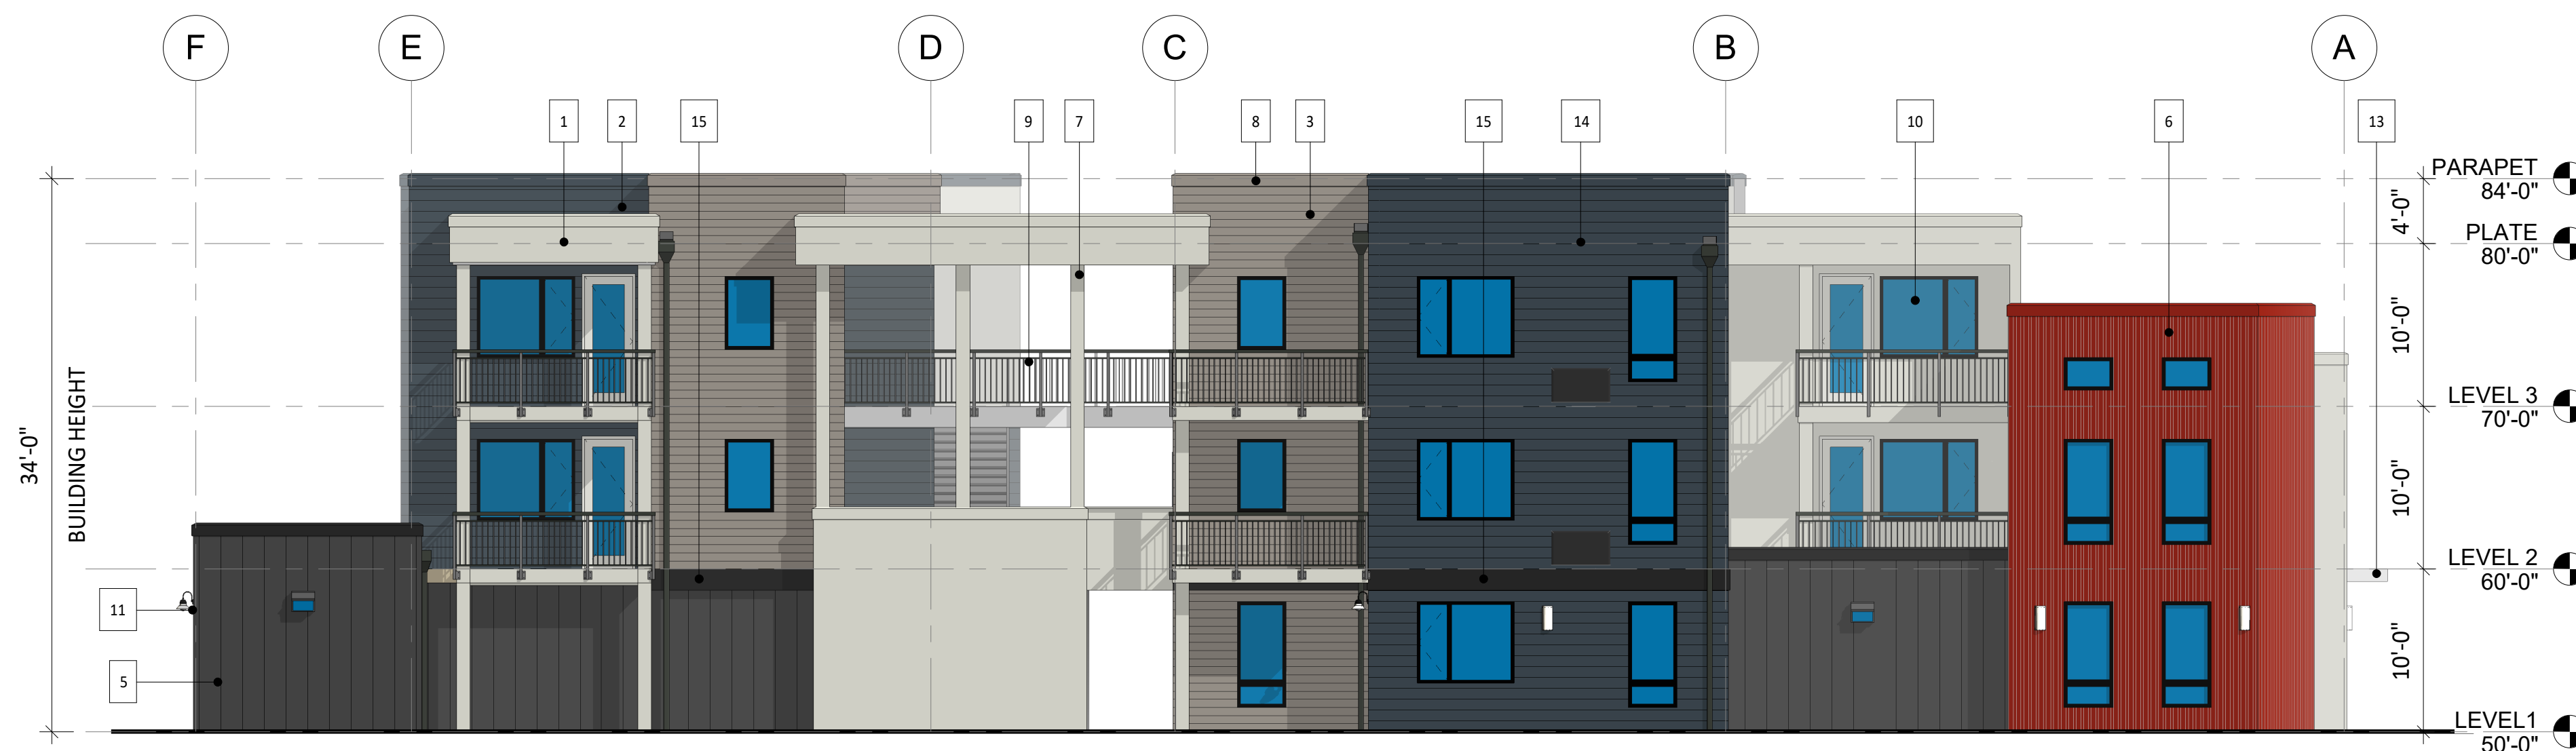 F E D C B A
1 2 15 9 7 8 3 15 14 10 6 13
PARAPET
84'-0"
4'-0"
PLATE
80'-0"
10'-0"
LEVEL 3
70'-0"
10'-0"
LEVEL 2
60'-0"
10'-0"
LEVEL1
50'-0"
34'-0"
BUILDING HEIGHT
11
5